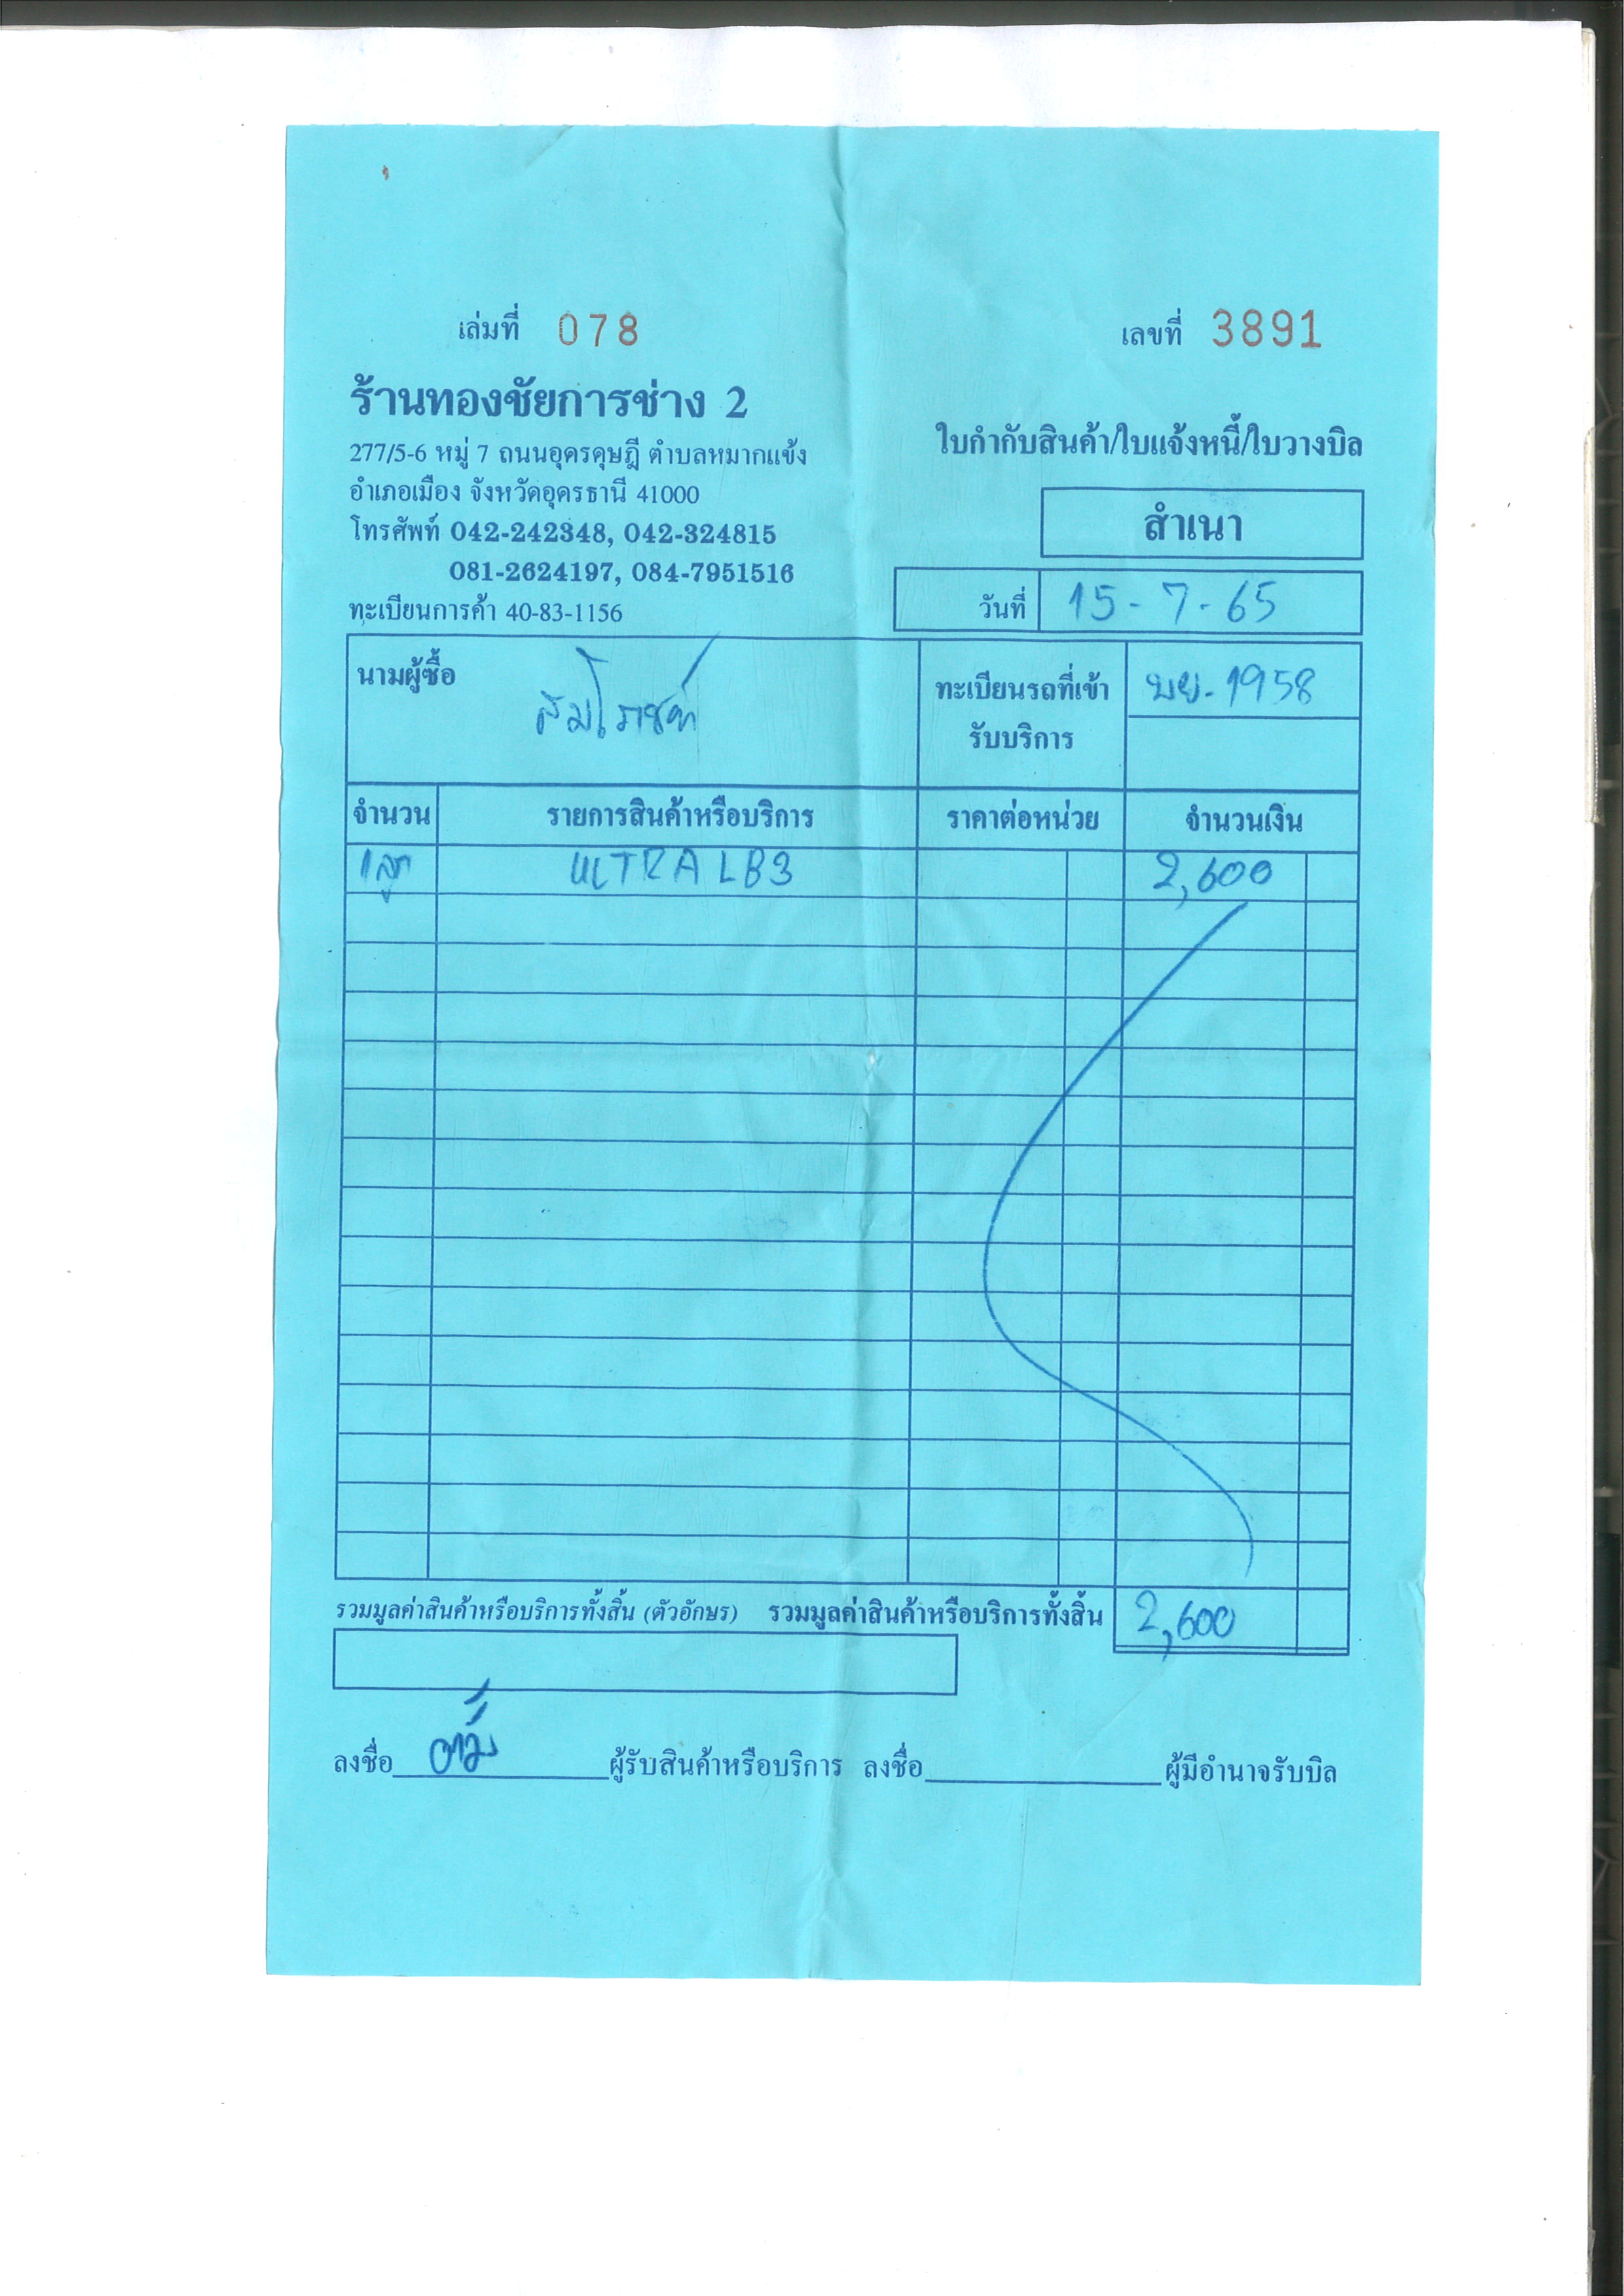 เล่มที่ 078 เลขที่ 3891
ร้านทองชัยการช่าง 2
277/5-6 หมู่ 7 ถนนอุดรดุษฎี ตำบลหมากแข้ง
อำเภอเมือง จังหวัดอุดรธานี 41000
โทรศัพท์ 042-242348, 042-324815
081-2624197, 084-7951516
ทะเบียนการค้า 40-83-1156
ใบกำกับสินค้า/ใบแจ้งหนี้/ใบวางบิล
สำเนา
วันที่ 15-7-65
นามผู้ซื้อ
ทะเบียนรถที่เข้า
รับบริการ
1958
จำนวน รายการสินค้าหรือบริการ ราคาต่อหน่วย จำนวนเงิน
1ลูก ULTRA LB3 2,600
รวมมูลค่าสินค้าหรือบริการทั้งสิ้น (ตัวอักษร) รวมมูลค่าสินค้าหรือบริการทั้งสิ้น 2,600
ลงชื่อ ผู้รับสินค้าหรือบริการ ลงชื่อ ผู้มีอำนาจรับบิล